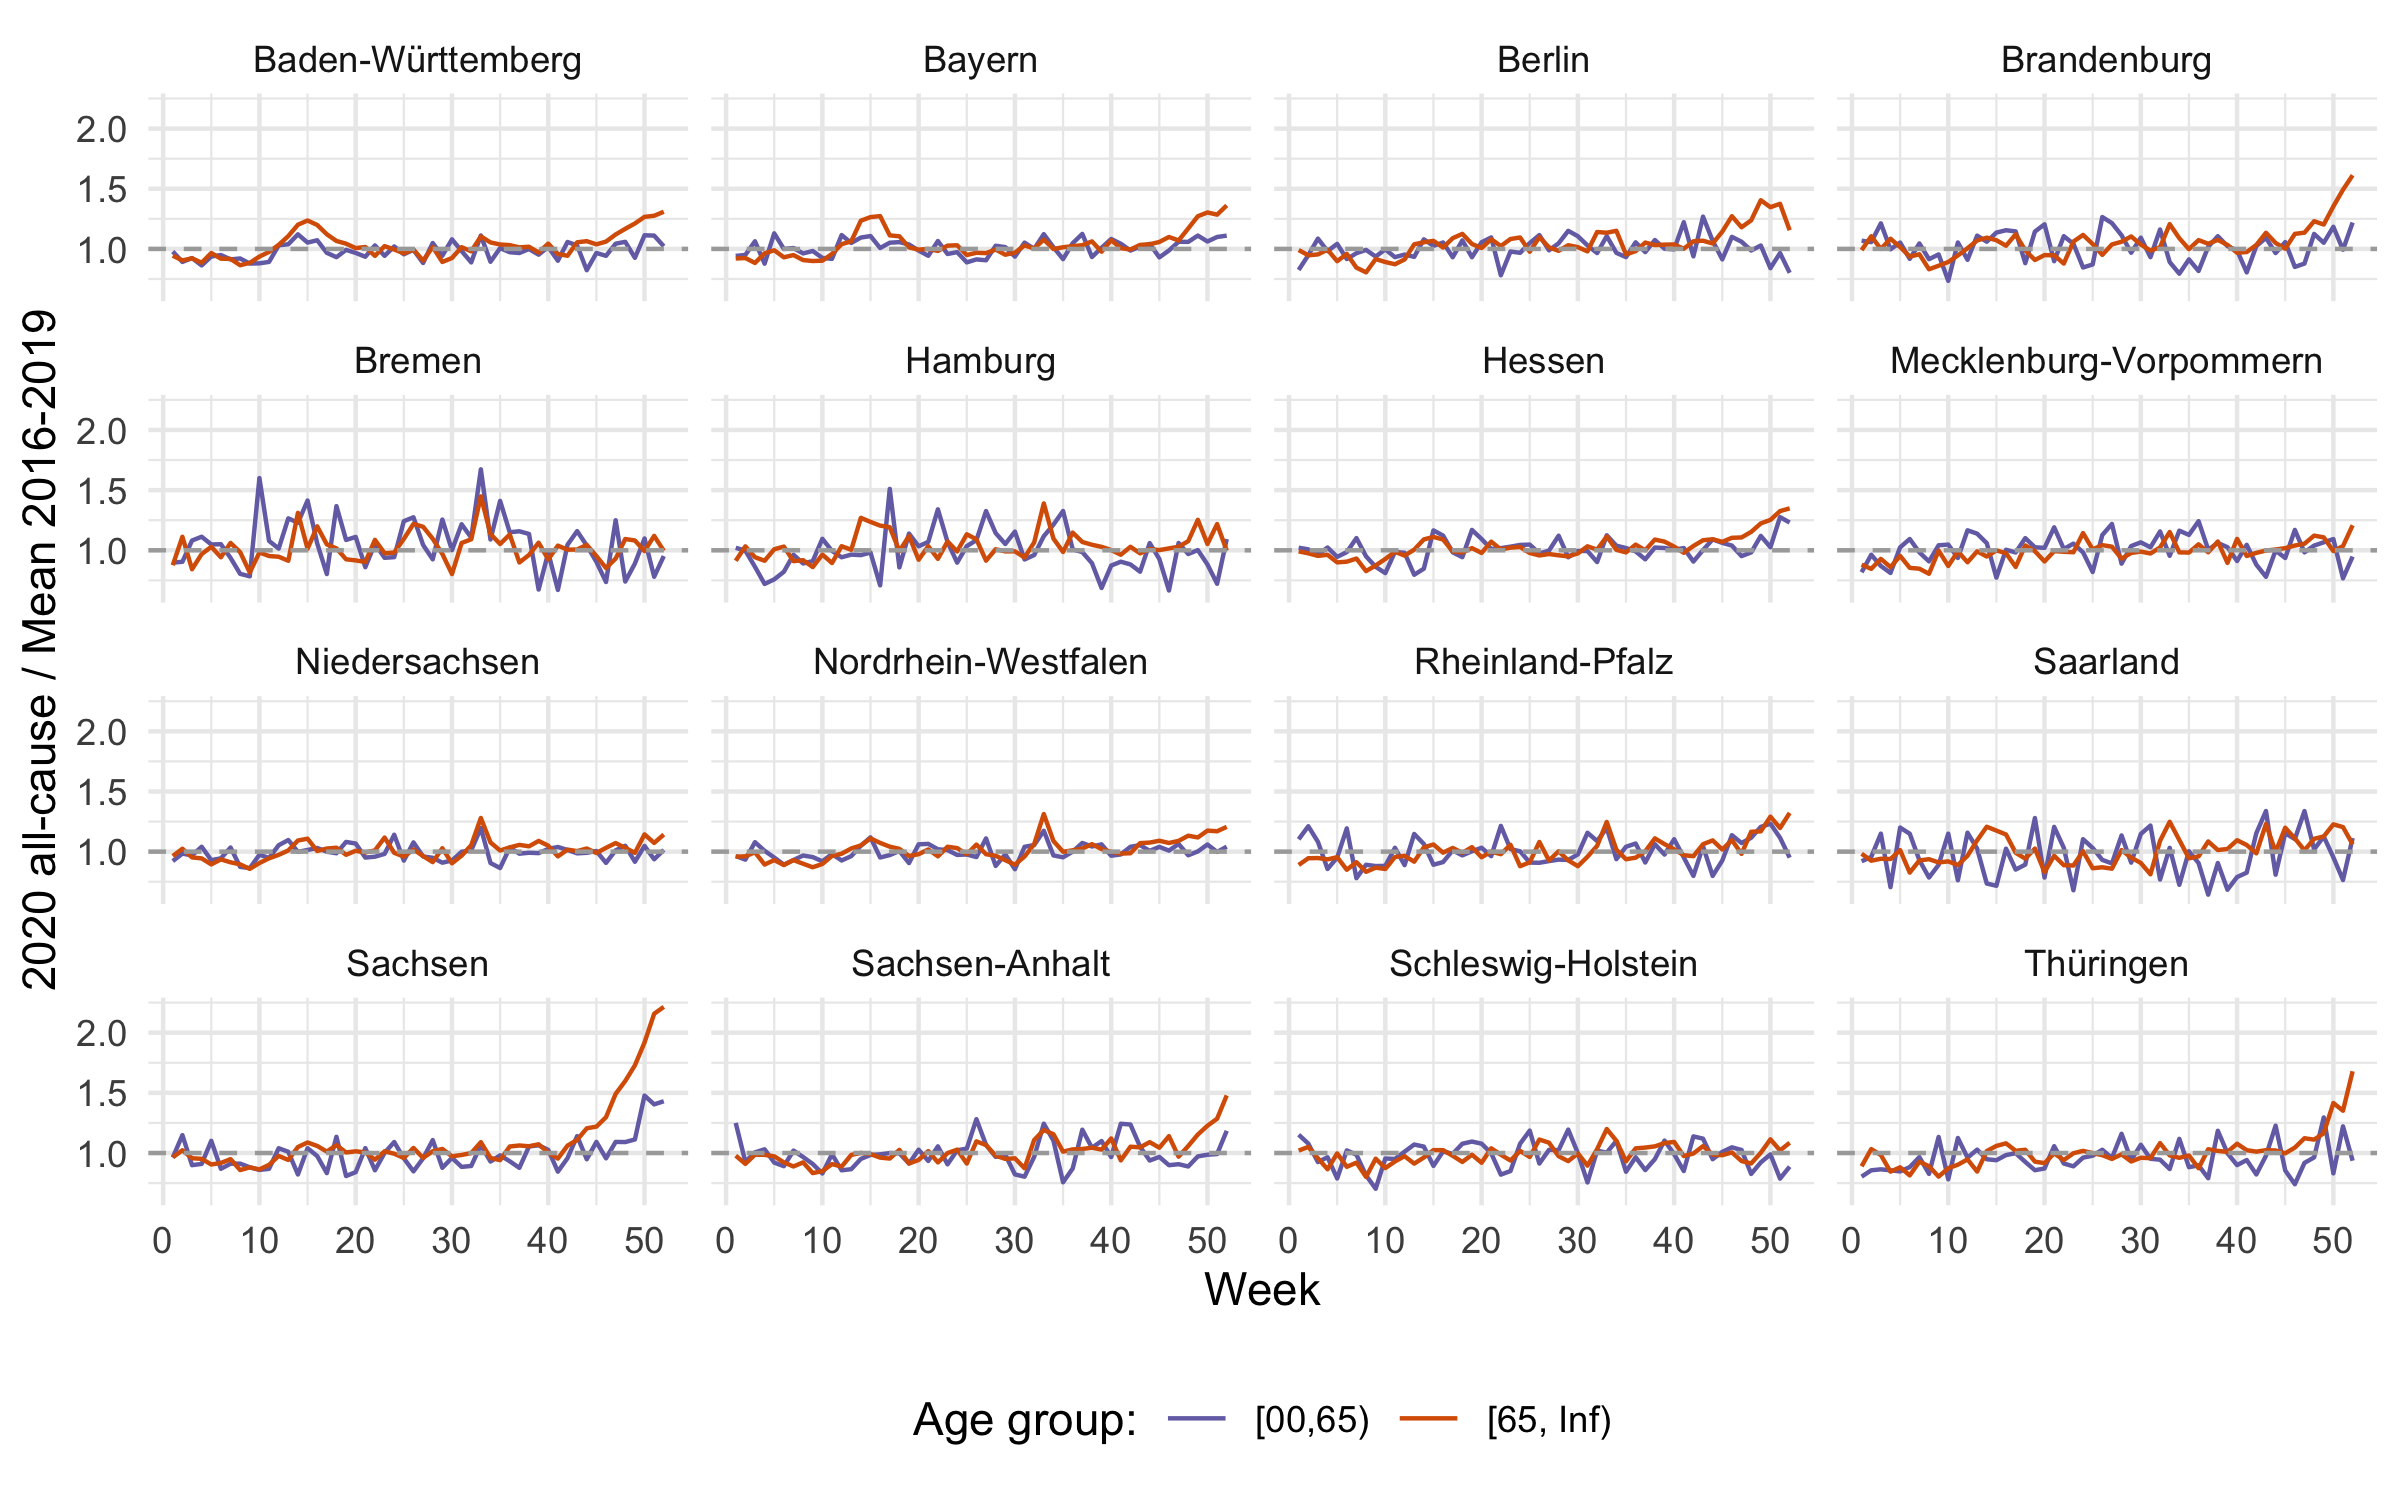 Baden-Württemberg Bayern Berlin Brandenburg
2.0
1.5
1.0
Bremen Hamburg Hessen Mecklenburg-Vorpommern
2.0
1.5
1.0
Niedersachsen Nordrhein-Westfalen Rheinland-Pfalz Saarland
2.0
1.5
1.0
Sachsen Sachsen-Anhalt Schleswig-Holstein Thüringen
2.0
1.5
1.0
0 10 20 30 40 50 0 10 20 30 40 50 0 10 20 30 40 50 0 10 20 30 40 50
2020 all-cause / Mean 2016-2019
Week
Age group: [00,65) [65, Inf)